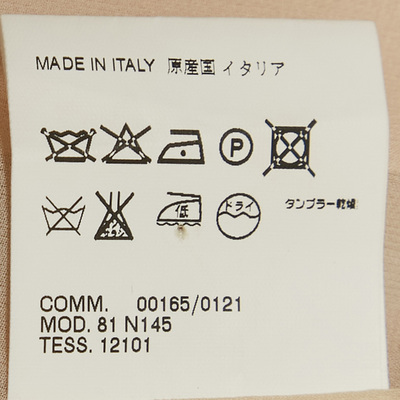 MADE IN ITALY 原産国 イタリア
P
低 ドライ タンブラー乾燥
COMM. 00165/0121
MOD. 81 N145
TESS. 12101